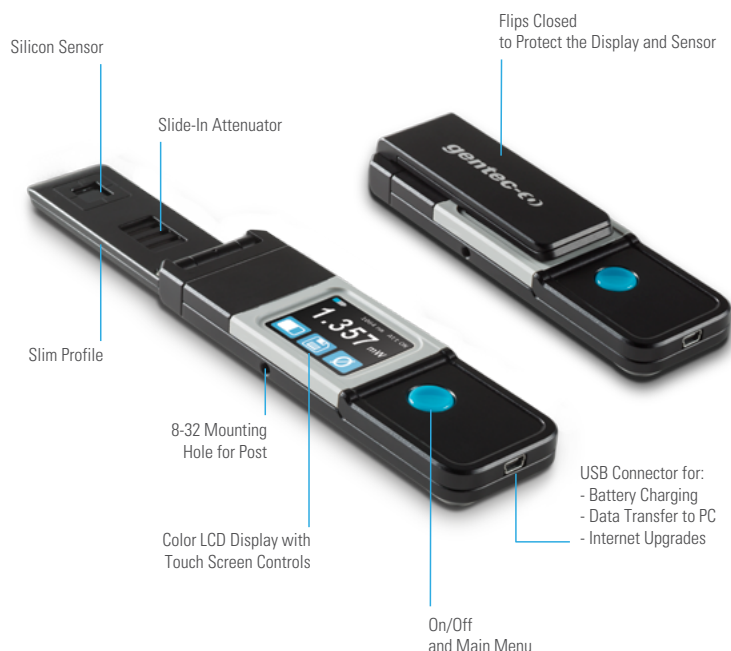 Flips Closed
to Protect the Display and Sensor
Silicon Sensor
Slide-In Attenuator
gentec-eo
Slim Profile
1.357 mW
8-32 Mounting
Hole for Post
USB Connector for:
- Battery Charging
- Data Transfer to PC
- Internet Upgrades
Color LCD Display with
Touch Screen Controls
On/Off
and Main Menu